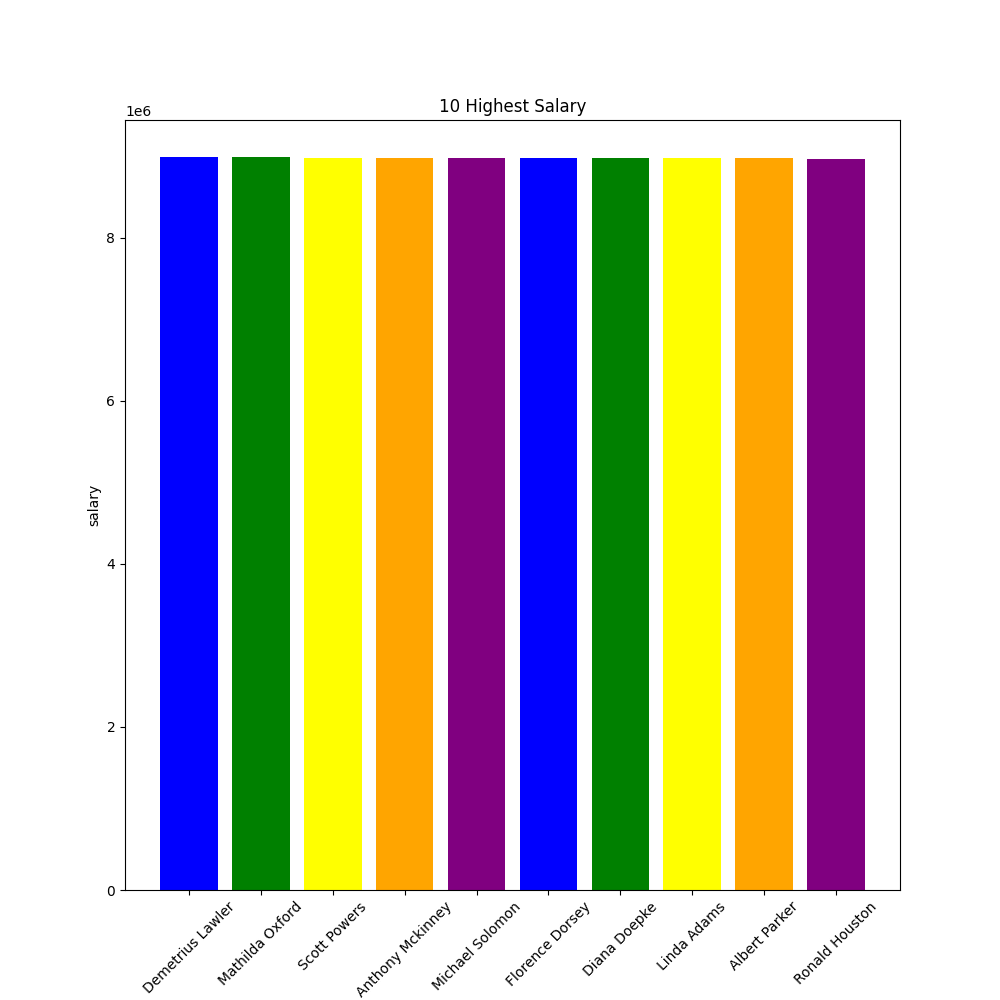 10 Highest Salary
1e6
8
6
4
2
0
salary
Demetrius Lawler
Mathilda Oxford
Scott Powers
Anthony Mckinney
Michael Solomon
Florence Dorsey
Diana Doepke
Linda Adams
Albert Parker
Ronald Houston